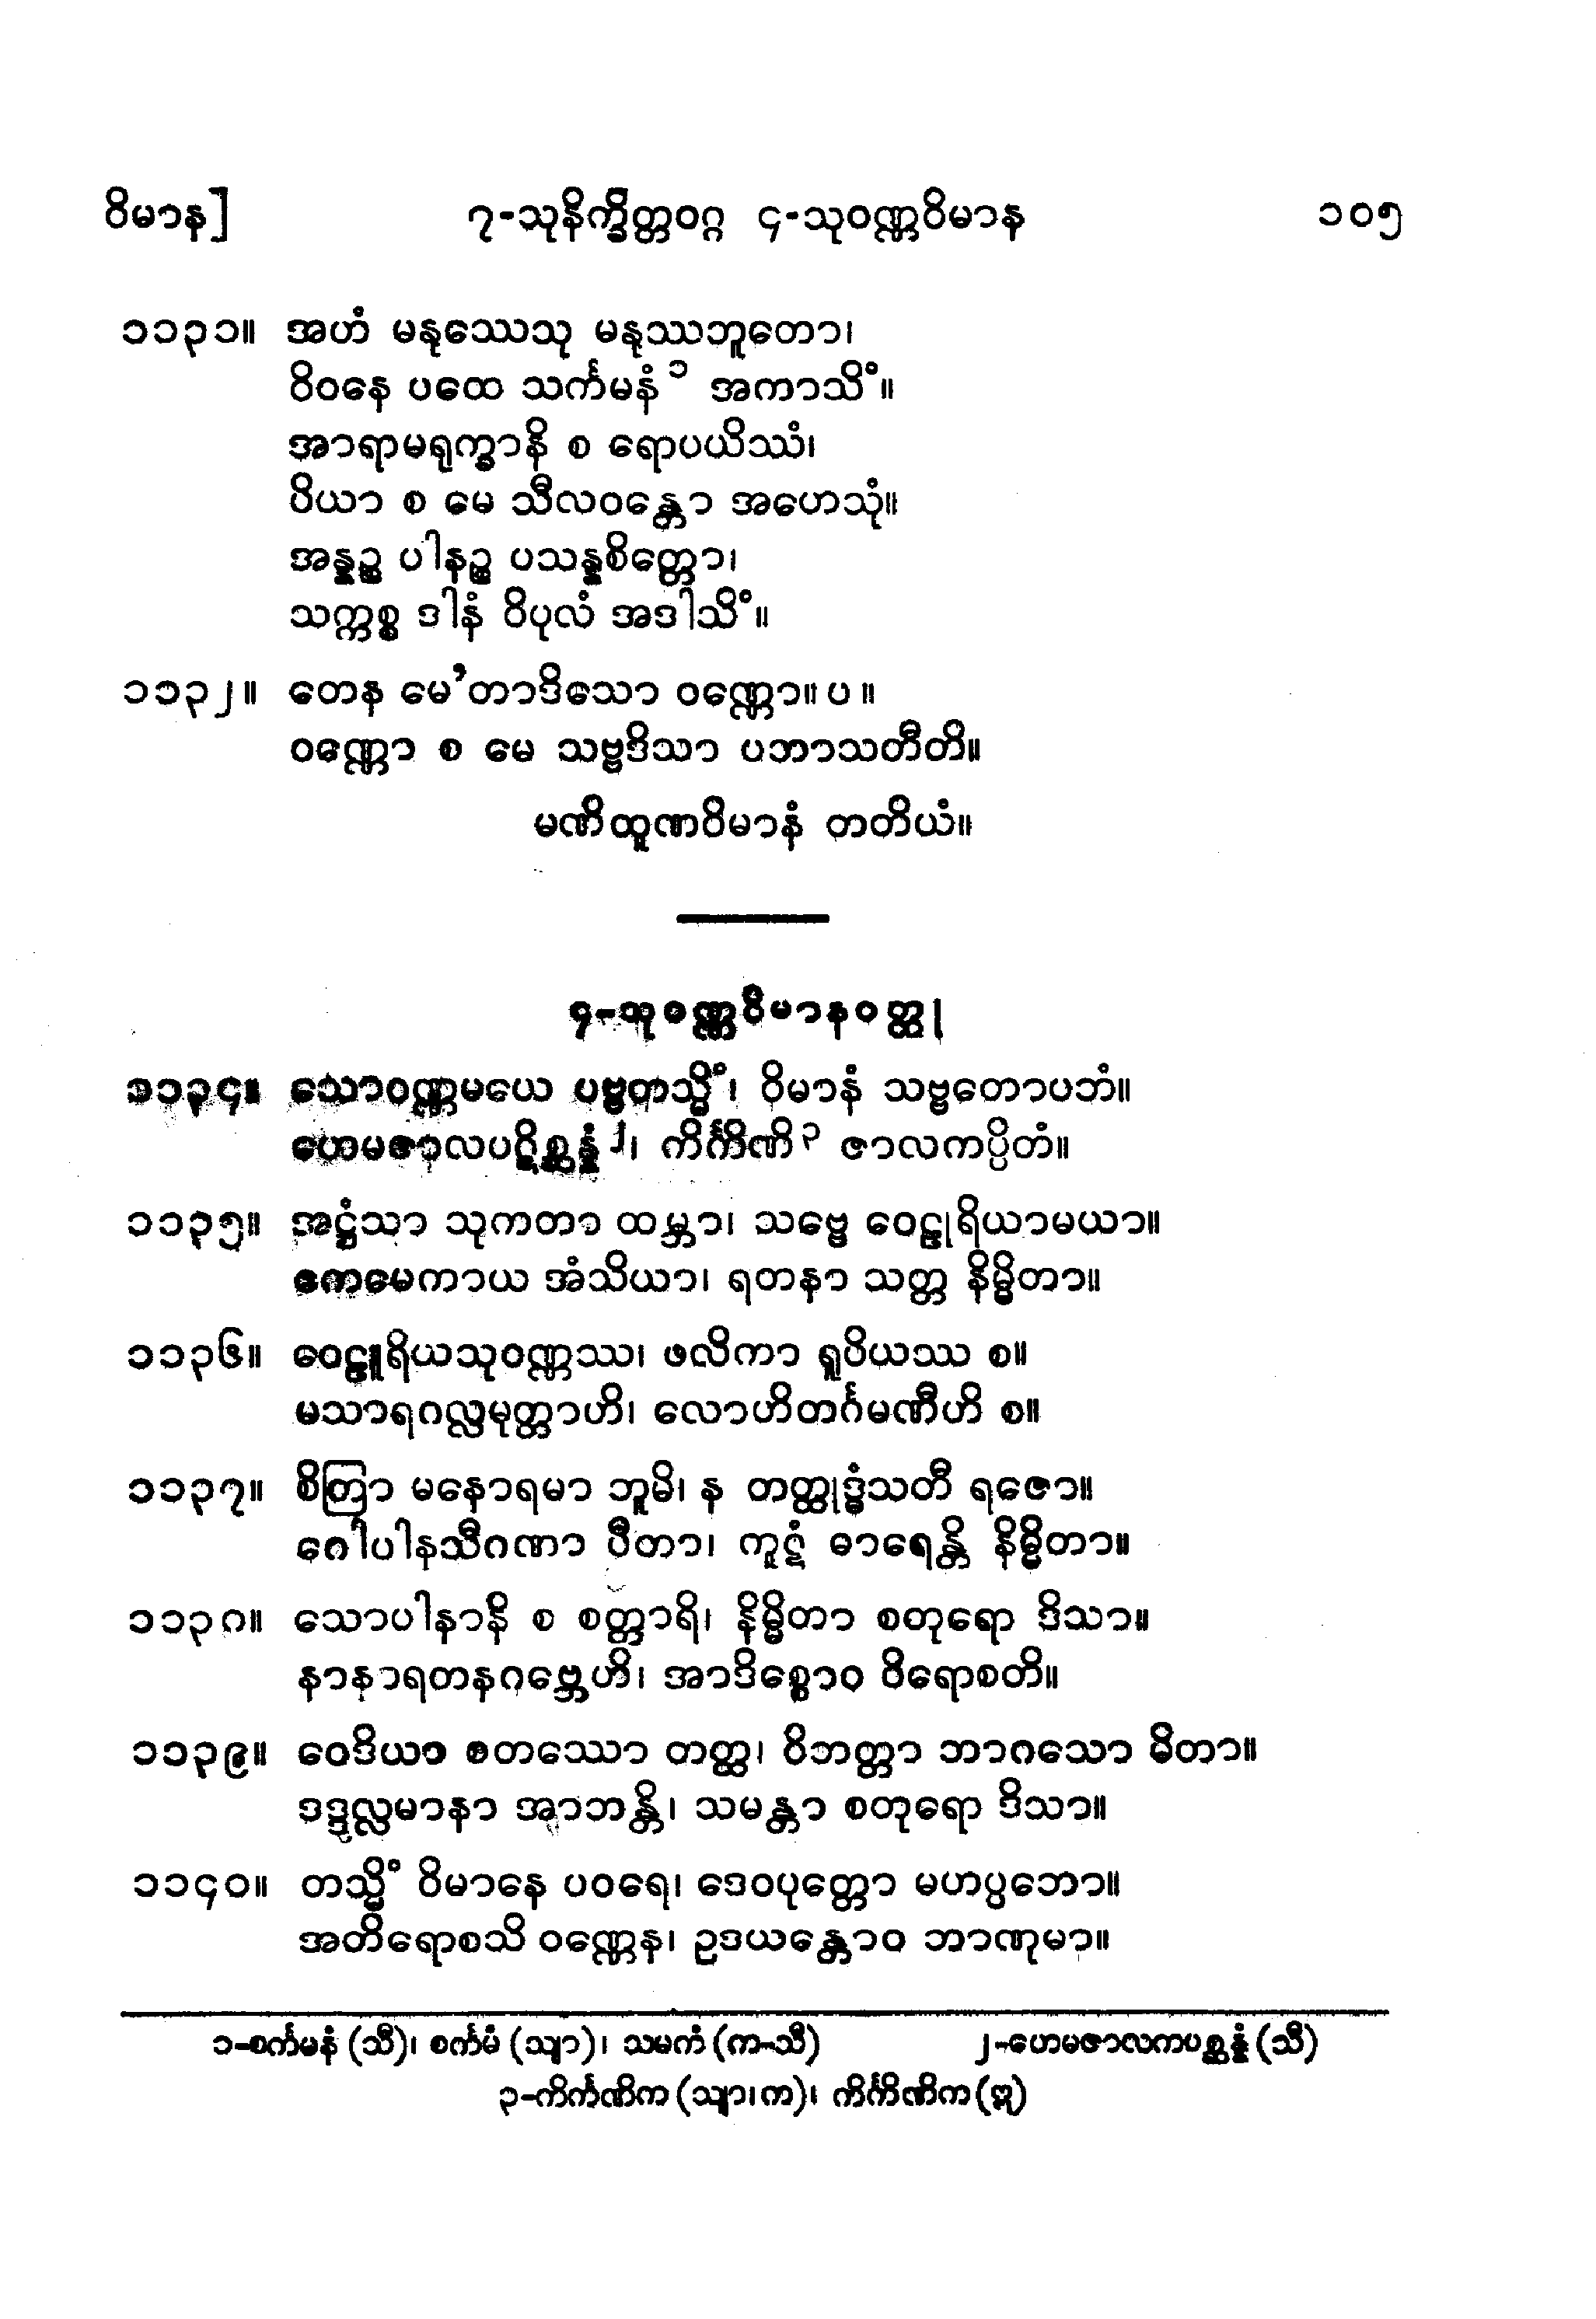 ဝိမာန]
၇-သုနိက္ခိတ္တဝဂ္ဂ ၄-သုဝဏ္ဏဝိမာန
၁၀၅
၁၁၃၁။ အဟံ မနုဿေသု မနုဿဘူတော၊
ဝိဝနေ ပထေ သင်္ကမနံ ၁ အကာသိံ။
အာရာမရုက္ခာနိ စ ရောပယိဿံ၊
ပိယာ စ မေ သီလဝန္တော အဟေသုံ။
အန္နဉ္စ ပါနဉ္စ ပသန္နစိတ္တော၊
သက္ကစ္စ ဒါနံ ဝိပုလံ အဒါသိံ။
၁၁၃၂။ တေန မေ’တာဒိသော ဝဏ္ဏော။ ပ ။
ဝဏ္ဏော စ မေ သဗ္ဗဒိသာ ပဘာသတီတိ။
မဏိထူဏဝိမာနံ တတိယံ။
၄-သုဝဏ္ဏဝိမာနဝတ္ထု
၁၁၃၄။ သောဝဏ္ဏမယေ ပဗ္ဗတသ္မိံ၊ ဝိမာနံ သဗ္ဗတောပဘံ။
ဟေမဇာလပဋိစ္ဆန္နံ ၂၊ ကိင်္ကိဏိ ၃ ဇာလကပ္ပိတံ။
၁၁၃၅။ အဋ္ဌံသာ သုကတာ ထမ္ဘာ၊ သဗ္ဗေ ဝေဠုရိယာမယာ။
ဧကမေကာယ အံသိယာ၊ ရတနာ သတ္တ နိမ္မိတာ။
၁၁၃၆။ ဝေဠူရိယသုဝဏ္ဏဿ၊ ဖလိကာ ရူပိယဿ စ။
မသာရဂလ္လမုတ္တာဟိ၊ လောဟိတင်္ဂမဏီဟိ စ။
၁၁၃၇။ စိတြာ မနောရမာ ဘူမိ၊ န တတ္ထုဒ္ဓံသတီ ရဇော။
ဂေါပါနသီဂဏာ ပီတာ၊ ကူဋံ ဓာရေန္တိ နိမ္မိတာ။
၁၁၃၈။ သောပါနာနိ စ စတ္တာရိ၊ နိမ္မိတာ စတုရော ဒိသာ။
နာနာရတနဂဗ္ဘေဟိ၊ အာဒိစ္စောဝ ဝိရောစတိ။
၁၁၃၉။ ဝေဒိယာ စတဿော တတ္ထ၊ ဝိဘတ္တာ ဘာဂသော မိတာ။
ဒဒ္ဒလ္လမာနာ အာဘန္တိ၊ သမန္တာ စတုရော ဒိသာ။
၁၁၄၀။ တသ္မိံ ဝိမာနေ ပဝရေ၊ ဒေဝပုတ္တော မဟပ္ပဘော။
အတိရောစသိ ဝဏ္ဏေန၊ ဥဒယန္တောဝ ဘာဏုမာ။
၁-စင်္ကမနံ (သီ)၊ စင်္ကမံ (သျာ)၊ သမကံ (က-သီ)
၂-ဟေမဇာလကပစ္ဆန္နံ (သီ)
၃-ကိင်္ကဏိက (သျာ၊ က)၊ ကိင်္ကိဏိက (ဋ္ဌ)